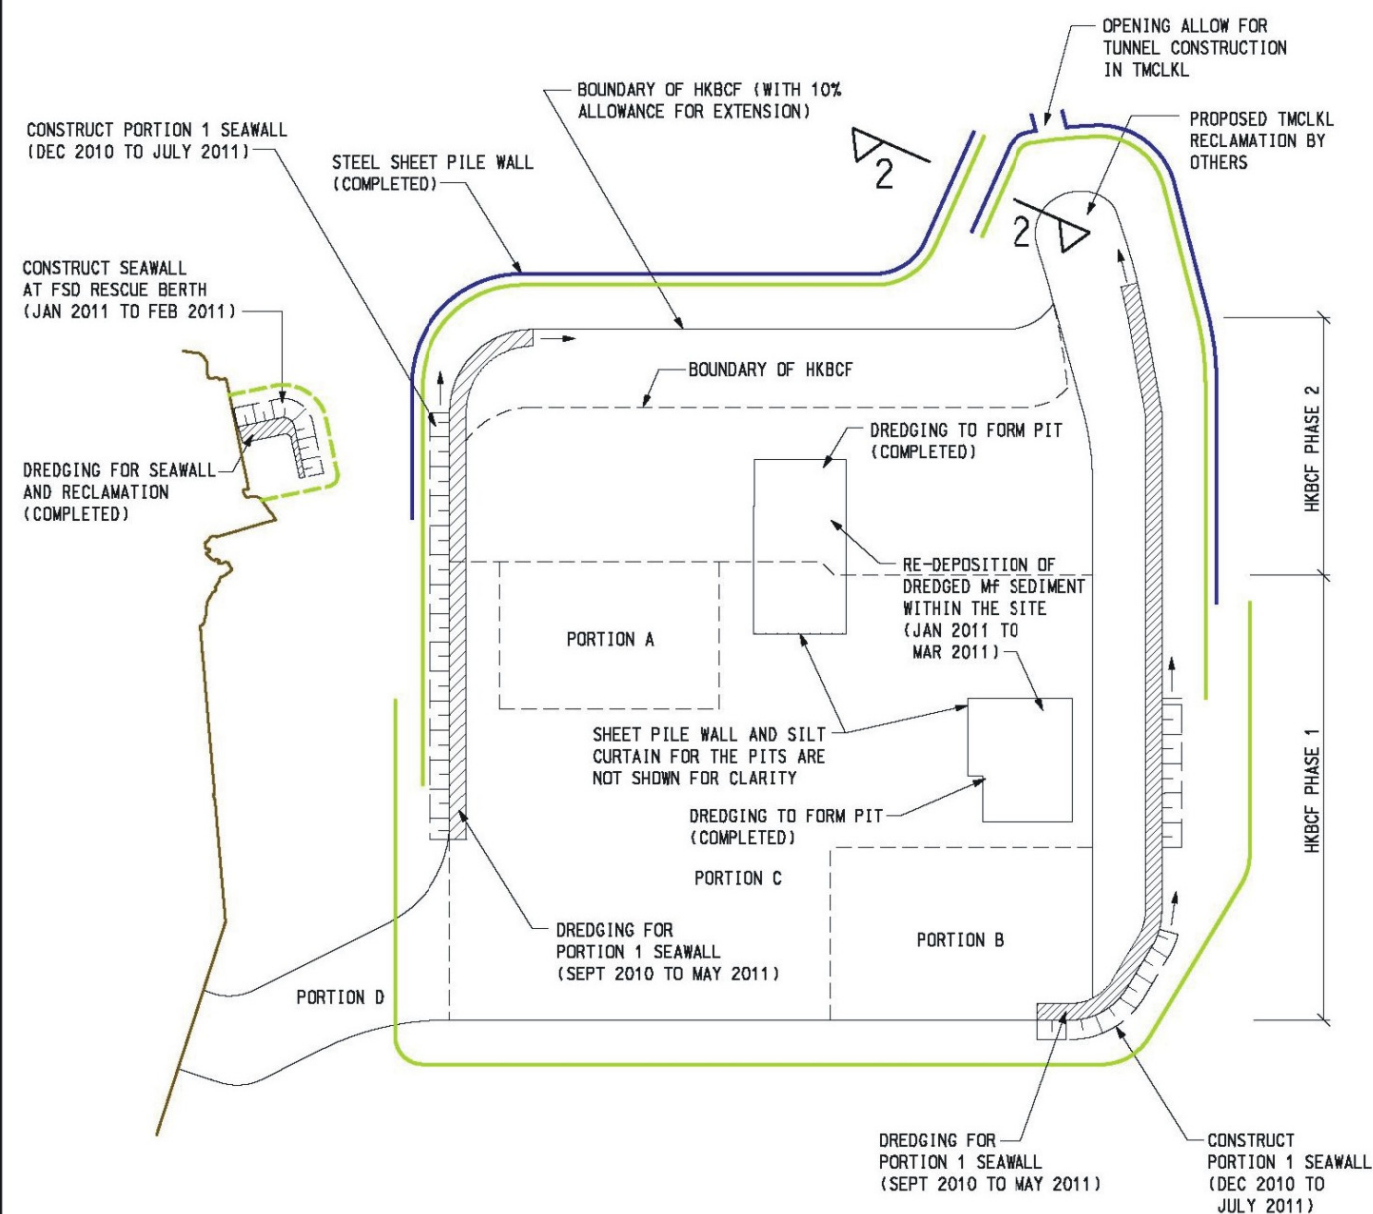 OPENING ALLOW FOR
TUNNEL CONSTRUCTION
IN TMCLKL
BOUNDARY OF HKBCF (WITH 10%
ALLOWANCE FOR EXTENSION)
PROPOSED TMCLKL
RECLAMATION BY
OTHERS
CONSTRUCT PORTION 1 SEAWALL
(DEC 2010 TO JULY 2011)
STEEL SHEET PILE WALL
(COMPLETED)
2
2
CONSTRUCT SEAWALL
AT FSD RESCUE BERTH
(JAN 2011 TO FEB 2011)
BOUNDARY OF HKBCF
HKBCF PHASE 2
DREDGING TO FORM PIT
(COMPLETED)
DREDGING FOR SEAWALL
AND RECLAMATION
(COMPLETED)
RE-DEPOSITION OF
DREDGED Mf SEDIMENT
WITHIN THE SITE
(JAN 2011 TO
MAR 2011)
PORTION A
SHEET PILE WALL AND SILT
CURTAIN FOR THE PITS ARE
NOT SHOWN FOR CLARITY
HKBCF PHASE 1
DREDGING TO FORM PIT
(COMPLETED)
PORTION C
DREDGING FOR
PORTION 1 SEAWALL
(SEPT 2010 TO MAY 2011)
PORTION B
PORTION D
DREDGING FOR
PORTION 1 SEAWALL
(SEPT 2010 TO MAY 2011)
CONSTRUCT
PORTION 1 SEAWALL
(DEC 2010 TO
JULY 2011)